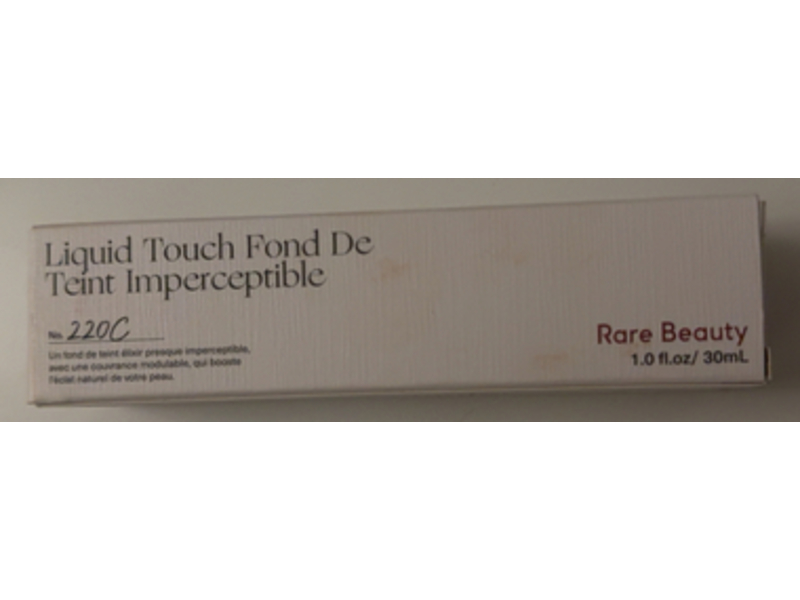 Liquid Touch Fond De
Teint Imperceptible
No. 220C
Un fond de teint élixir presque imperceptible,
avec une couvrance modulable, qui booste
l'éclat naturel de votre peau.
Rare Beauty
1.0 fl.oz/ 30mL